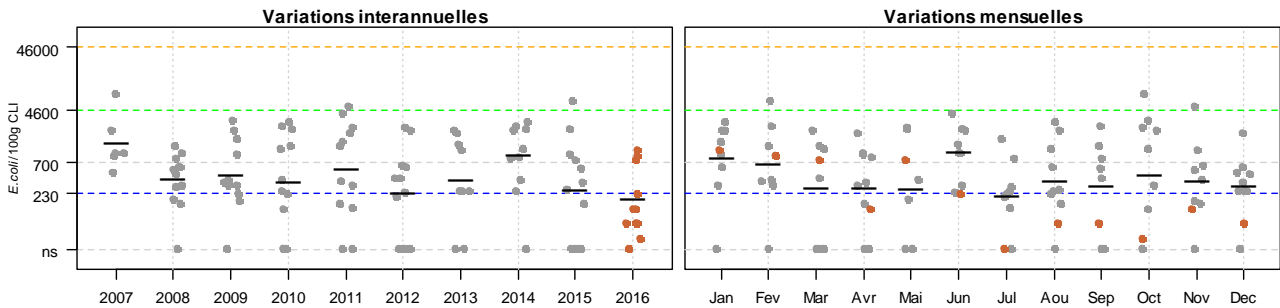 Variations interannuelles
Variations mensuelles
E.coli/100g CLI
46000
4600
700
230
ns
2007 2008 2009 2010 2011 2012 2013 2014 2015 2016
Jan Fev Mar Avr Mai Jun Jul Aou Sep Oct Nov Dec